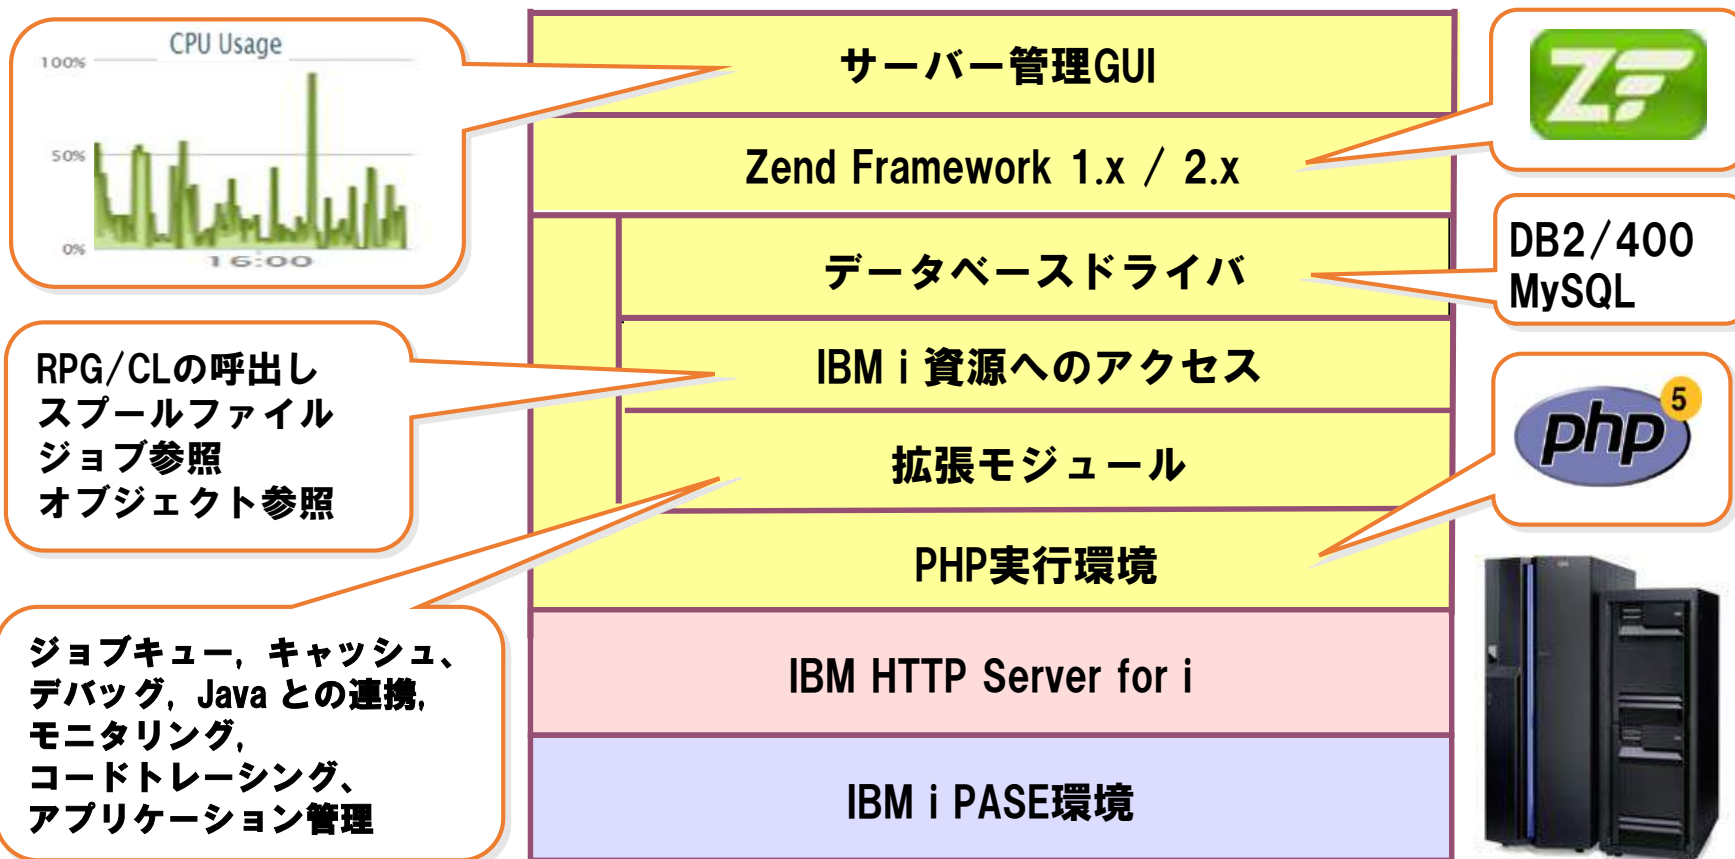 CPU Usage
100%
50%
0%
16:00
サーバー管理GUI
Zend Framework 1.x / 2.x
ZF
データベースドライバ
DB2/400
MySQL
IBM i 資源へのアクセス
RPG/CLの呼出し
スプールファイル
ジョブ参照
オブジェクト参照
拡張モジュール
php 5
PHP実行環境
ジョブキュー, キャッシュ、
デバッグ, Java との連携,
モニタリング,
コードトレーシング、
アプリケーション管理
IBM HTTP Server for i
IBM i PASE環境